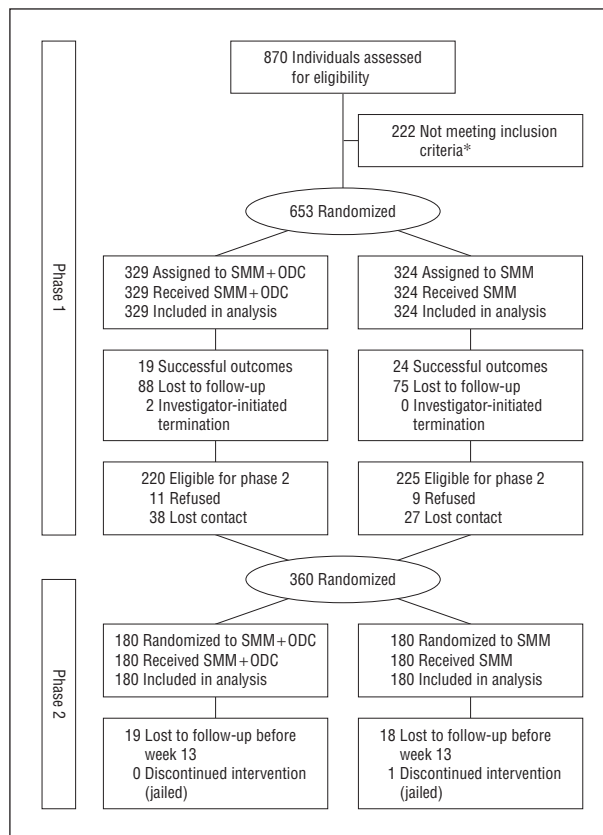 870 Individuals assessed
for eligibility
222 Not meeting inclusion
criteria*
653 Randomized
Phase 1
329 Assigned to SMM+ODC
329 Received SMM+ODC
329 Included in analysis
324 Assigned to SMM
324 Received SMM
324 Included in analysis
19 Successful outcomes
88 Lost to follow-up
2 Investigator-initiated
termination
24 Successful outcomes
75 Lost to follow-up
0 Investigator-initiated
termination
220 Eligible for phase 2
11 Refused
38 Lost contact
225 Eligible for phase 2
9 Refused
27 Lost contact
360 Randomized
Phase 2
180 Randomized to SMM+ODC
180 Received SMM+ODC
180 Included in analysis
180 Randomized to SMM
180 Received SMM
180 Included in analysis
19 Lost to follow-up before
week 13
0 Discontinued intervention
(jailed)
18 Lost to follow-up before
week 13
1 Discontinued intervention
(jailed)